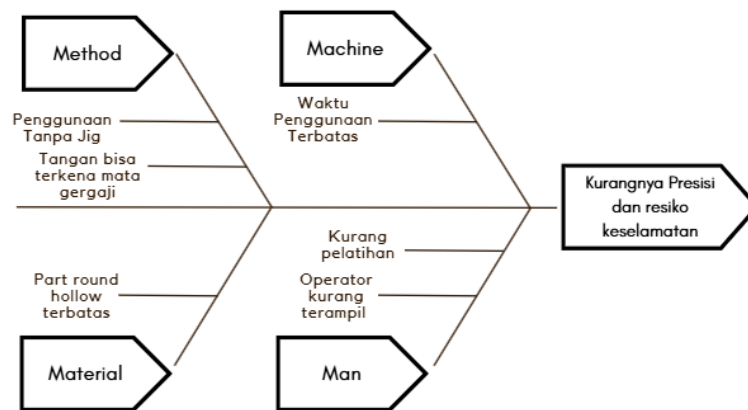 Method
Machine
Penggunaan
Tanpa Jig
Tangan bisa
terkena mata
gergaji
Waktu
Penggunaan
Terbatas
Kurangnya Presisi
dan resiko
keselamatan
Part round
hollow
terbatas
Kurang
pelatihan
Operator
kurang
terampil
Material
Man